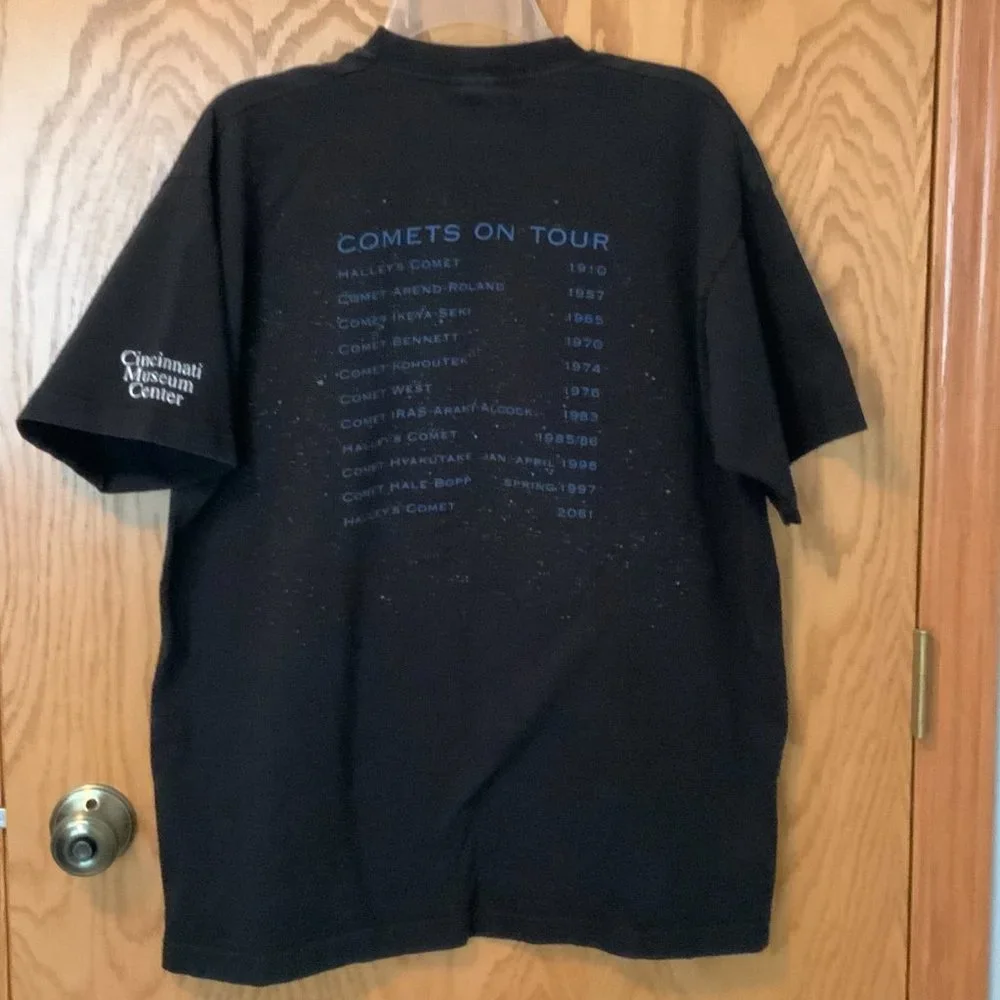 COMETS ON TOUR
HALLEY'S COMET 1910
COMET AREND-ROLAND 1957
COMET IKEYA-SEKI 1965
COMET BENNETT 1970
COMET KOHOUTEK 1974
COMET WEST 1976
COMET IRAS-ARAKI-ALCOCK 1983
HALLEY'S COMET 1985/86
COMET HYAKUTAKE JAN-APRIL 1996
COMET HALE-BOPP SPRING 1997
HALLEY'S COMET 2061
Cincinnati
Museum
Center